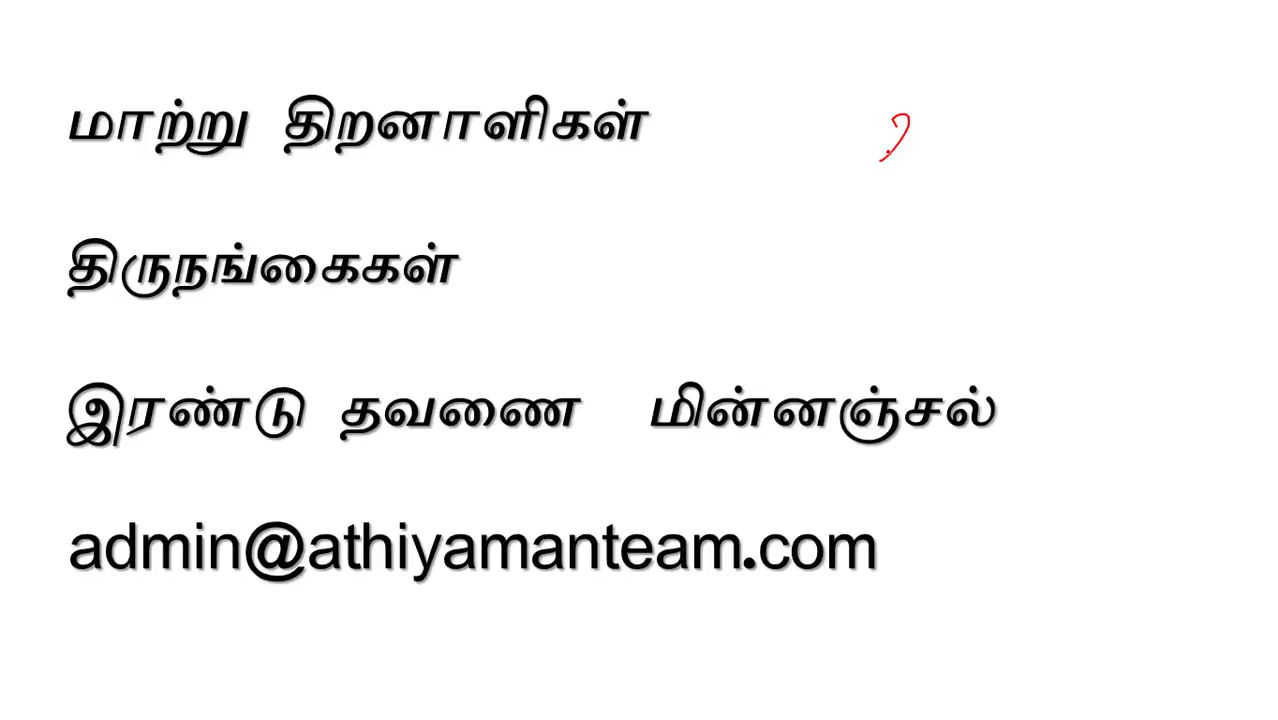 மாற்று திறனாளிகள்
திருநங்கைகள்
இரண்டு தவணை மின்னஞ்சல்
admin@athiyamanteam.com